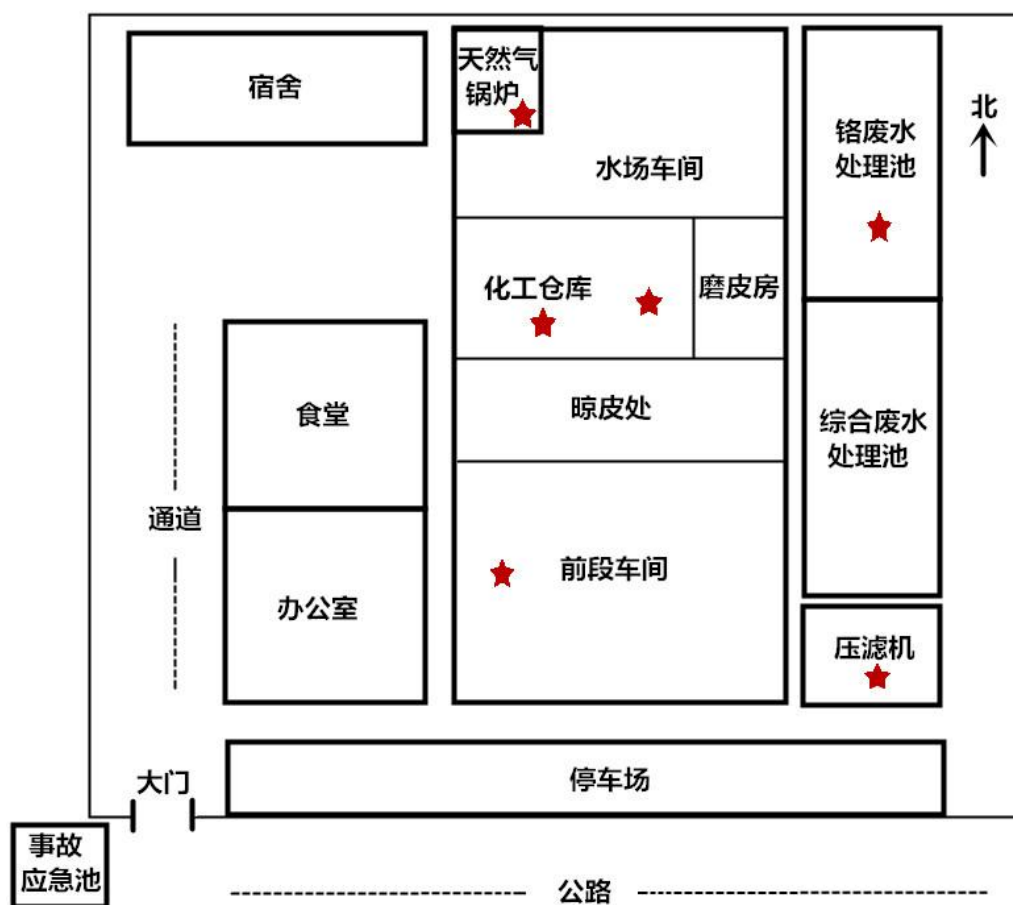 宿舍
天然气
锅炉
水场车间
铬废水
处理池
北
化工仓库
磨皮房
食堂
晾皮处
综合废水
处理池
通道
办公室
前段车间
压滤机
大门
停车场
事故
应急池
公路